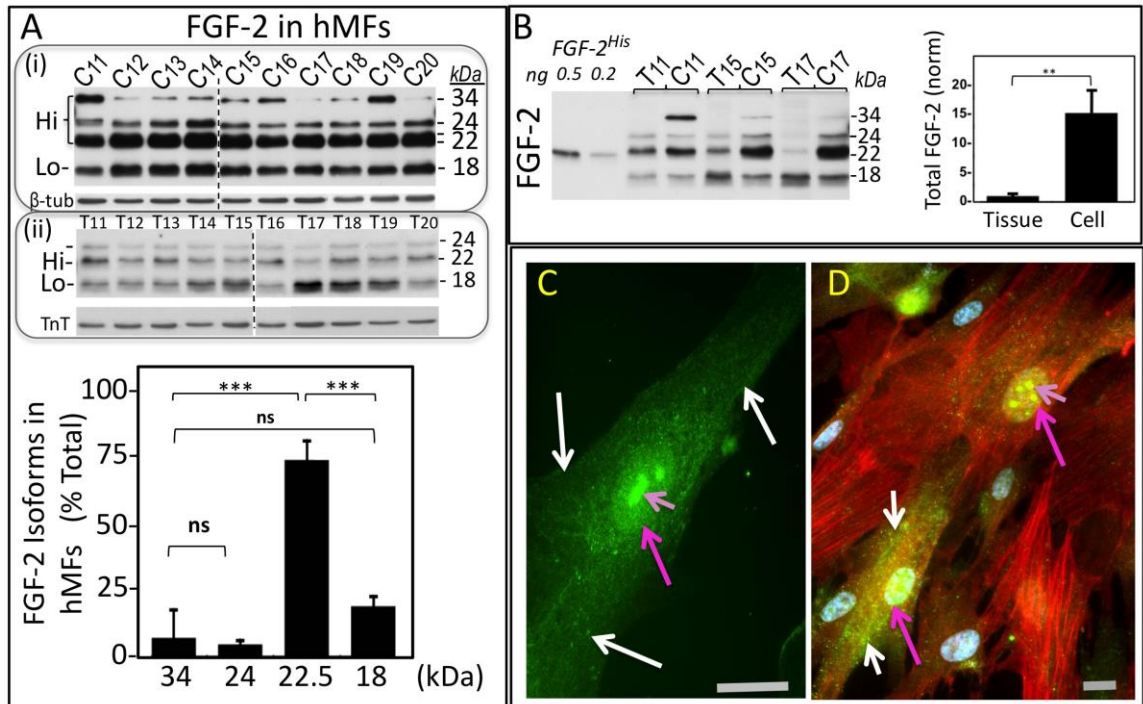 A
FGF-2 in hMFs
(i)
C11 C12 C13 C14 C15 C16 C17 C18 C19 C20
kDa
Hi
34
24
22
Lo-
18
β-tub
(ii)
T11 T12 T13 T14 T15 T16 T17 T18 T19 T20
24
Hi-
22
Lo-
18
TnT
FGF-2 Isoforms in
hMFs (% Total)
100
75
50
25
0
***
***
ns
ns
34 24 22.5 18 (kDa)
B
FGF-2His
ng 0.5 0.2
T11 C11 T15 C15 T17 C17
kDa
FGF-2
-34
-24
-22
-18
Total FGF-2 (norm)
20
15
10
5
0
**
Tissue Cell
C
D